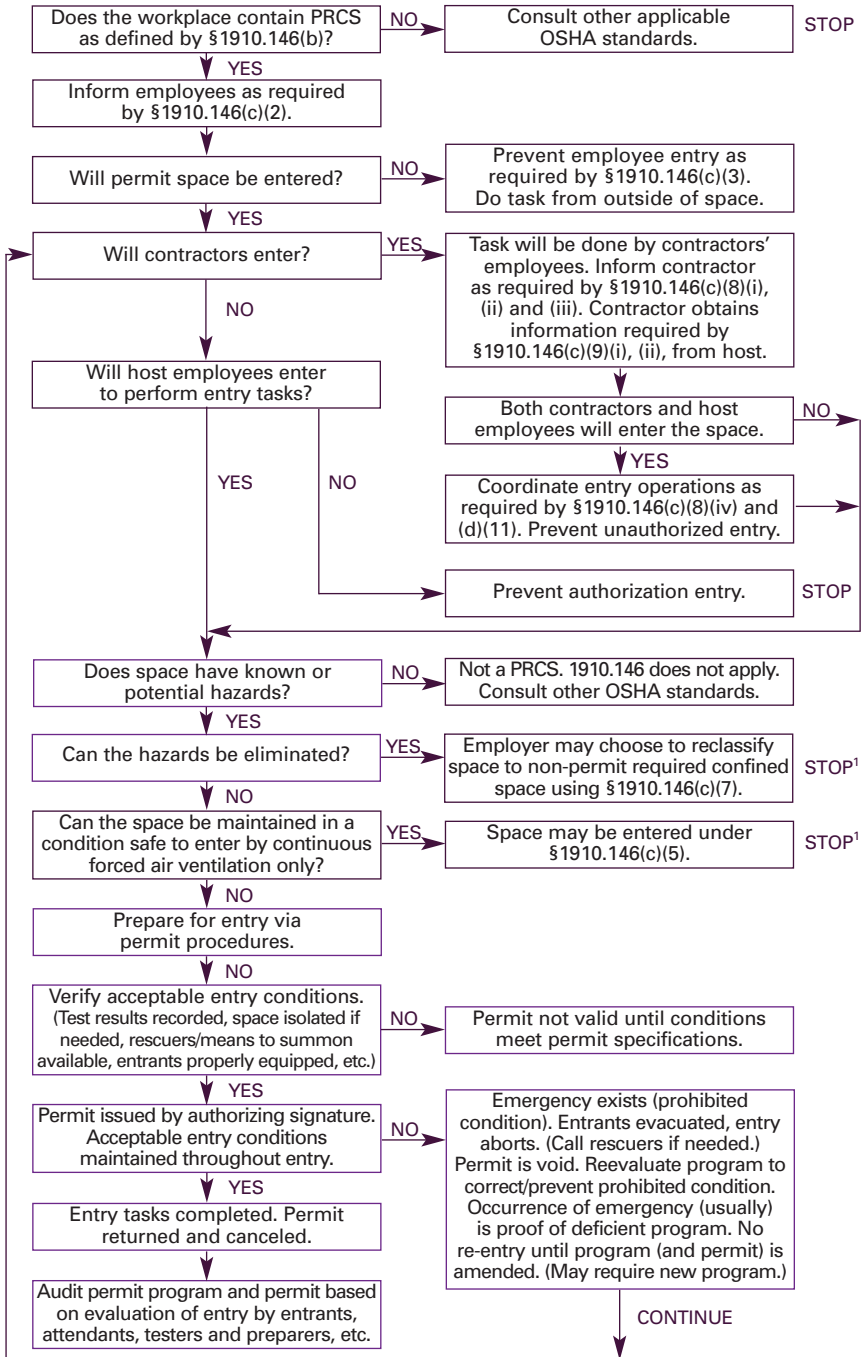 Does the workplace contain PRCS
as defined by §1910.146(b)?
NO
Consult other applicable
OSHA standards.
STOP
YES
Inform employees as required
by §1910.146(c)(2).
Will permit space be entered?
NO
Prevent employee entry as
required by §1910.146(c)(3).
Do task from outside of space.
YES
Will contractors enter?
YES
Task will be done by contractors’
employees. Inform contractor
as required by §1910.146(c)(8)(i),
(ii) and (iii). Contractor obtains
information required by
§1910.146(c)(9)(i), (ii), from host.
NO
Will host employees enter
to perform entry tasks?
Both contractors and host
employees will enter the space.
NO
YES
YES
NO
Coordinate entry operations as
required by §1910.146(c)(8)(iv) and
(d)(11). Prevent unauthorized entry.
Prevent authorization entry.
STOP
Does space have known or
potential hazards?
NO
Not a PRCS. 1910.146 does not apply.
Consult other OSHA standards.
YES
Can the hazards be eliminated?
YES
Employer may choose to reclassify
space to non-permit required confined
space using §1910.146(c)(7).
STOP¹
NO
Can the space be maintained in a
condition safe to enter by continuous
forced air ventilation only?
YES
Space may be entered under
§1910.146(c)(5).
STOP¹
NO
Prepare for entry via
permit procedures.
NO
Verify acceptable entry conditions.
(Test results recorded, space isolated if
needed, rescuers/means to summon
available, entrants properly equipped, etc.)
NO
Permit not valid until conditions
meet permit specifications.
YES
Permit issued by authorizing signature.
Acceptable entry conditions
maintained throughout entry.
NO
Emergency exists (prohibited
condition). Entrants evacuated, entry
aborts. (Call rescuers if needed.)
Permit is void. Reevaluate program to
correct/prevent prohibited condition.
Occurrence of emergency (usually)
is proof of deficient program. No
re-entry until program (and permit) is
amended. (May require new program.)
YES
Entry tasks completed. Permit
returned and canceled.
Audit permit program and permit based
on evaluation of entry by entrants,
attendants, testers and preparers, etc.
CONTINUE